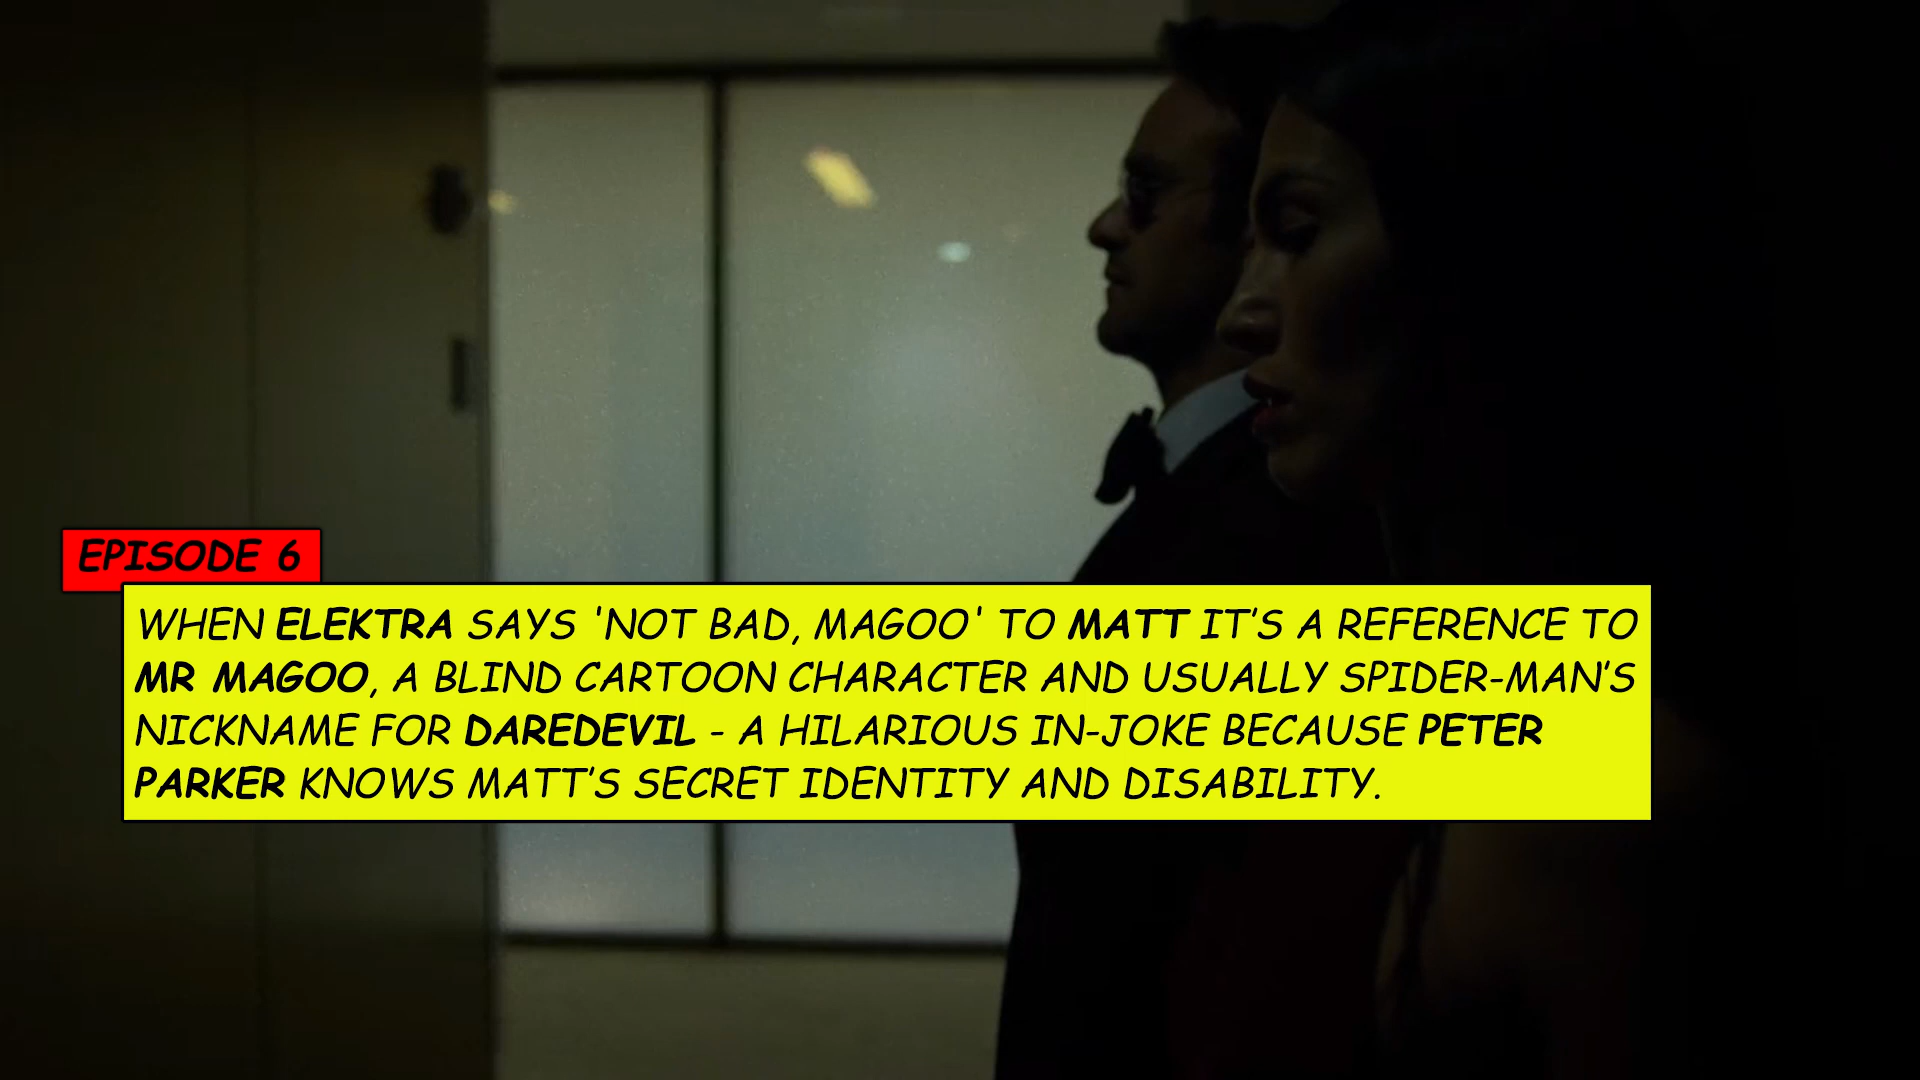 EPISODE 6
WHEN ELEKTRA SAYS 'NOT BAD, MAGOO' TO MATT IT'S A REFERENCE TO
MR MAGOO, A BLIND CARTOON CHARACTER AND USUALLY SPIDER-MAN'S
NICKNAME FOR DAREDEVIL - A HILARIOUS IN-JOKE BECAUSE PETER
PARKER KNOWS MATT'S SECRET IDENTITY AND DISABILITY.